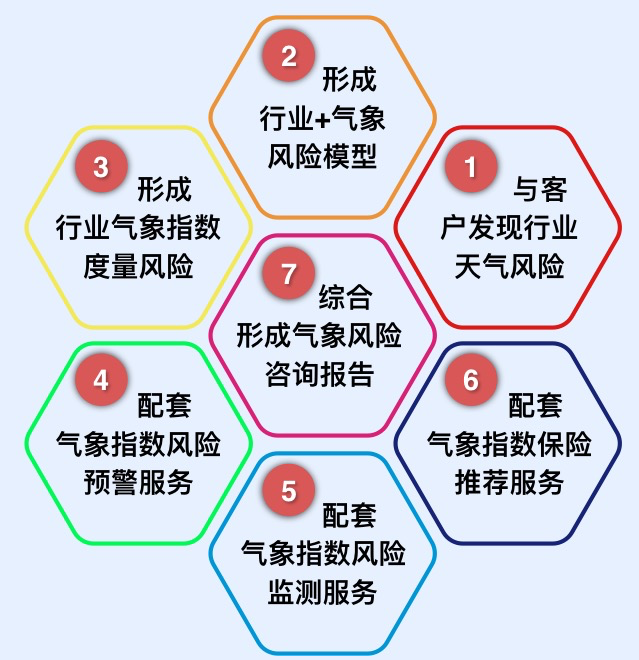 2
形成
行业+气象
风险模型
3
形成
行业气象指数
度量风险
1
与客
户发现行业
天气风险
7
综合
形成气象风险
咨询报告
4
配套
气象指数风险
预警服务
6
配套
气象指数保险
推荐服务
5
配套
气象指数风险
监测服务